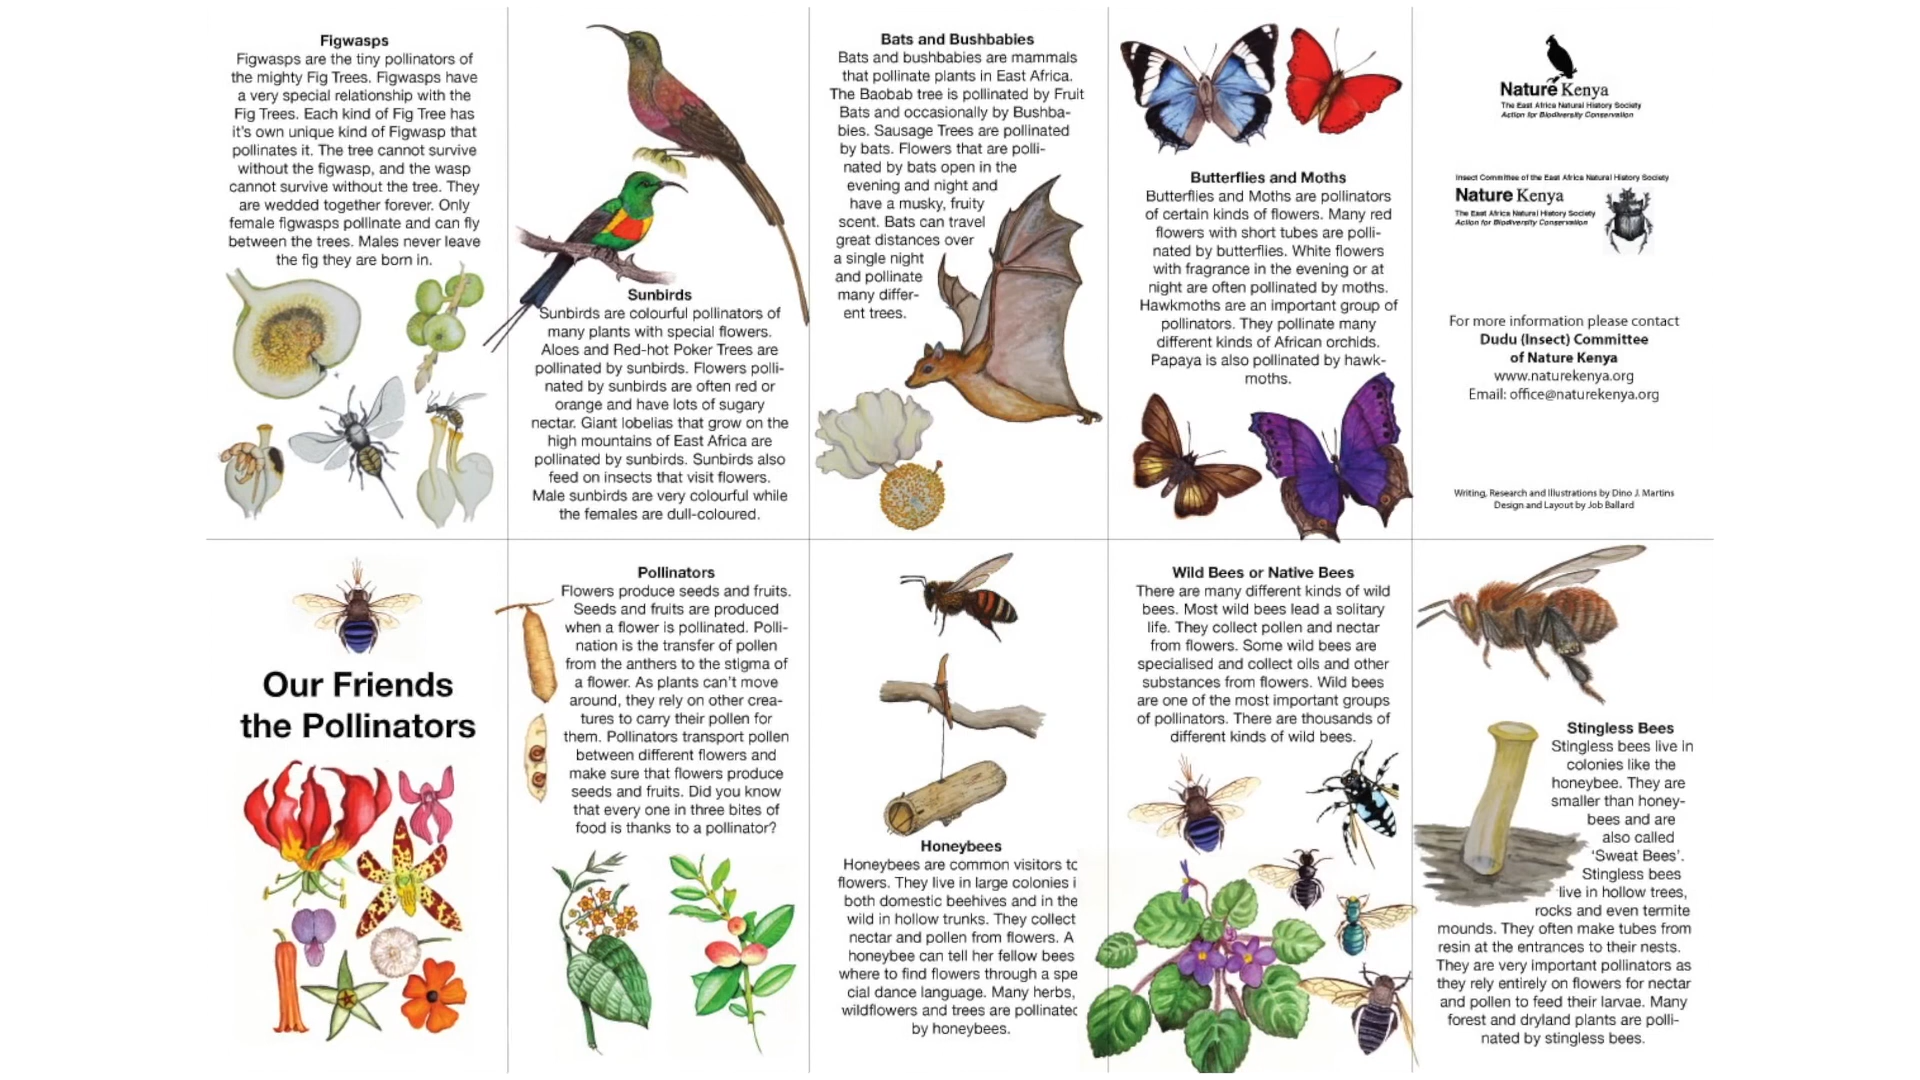 Figwasps
Figwasps are the tiny pollinators of
the mighty Fig Trees. Figwasps have
a very special relationship with the
Fig Trees. Each kind of Fig Tree has
it's own unique kind of Figwasp that
pollinates it. The tree cannot survive
without the figwasp, and the wasp
cannot survive without the tree. They
are wedded together forever. Only
female figwasps pollinate and can fly
between the trees. Males never leave
the fig they are born in.
Sunbirds
Sunbirds are colourful pollinators of
many plants with special flowers.
Aloes and Red-hot Poker Trees are
pollinated by sunbirds. Flowers polli-
nated by sunbirds are often red or
orange and have lots of sugary
nectar. Giant lobelias that grow on the
high mountains of East Africa are
pollinated by sunbirds. Sunbirds also
feed on insects that visit flowers.
Male sunbirds are very colourful while
the females are dull-coloured.
Bats and Bushbabies
Bats and bushbabies are mammals
that pollinate plants in East Africa.
The Baobab tree is pollinated by Fruit
Bats and occasionally by Bushba-
bies. Sausage Trees are pollinated
by bats. Flowers that are polli-
nated by bats open in the
evening and night and
have a musky, fruity
scent. Bats can travel
great distances over
a single night
and pollinate
many differ-
ent trees.
Butterflies and Moths
Butterflies and Moths are pollinators
of certain kinds of flowers. Many red
flowers with short tubes are polli-
nated by butterflies. White flowers
with fragrance in the evening or at
night are often pollinated by moths.
Hawkmoths are an important group of
pollinators. They pollinate many
different kinds of African orchids.
Papaya is also pollinated by hawk-
moths.
Nature Kenya
The East Africa Natural History Society
Action for Biodiversity Conservation
Insect Committee of the East Africa Natural History Society
Nature Kenya
The East Africa Natural History Society
Action for Biodiversity Conservation
For more information please contact
Dudu (Insect) Committee
of Nature Kenya
www.naturekenya.org
Email: office@naturekenya.org
Writing, Research and Illustrations by Dino J. Martins
Design and Layout by Job Ballard
Our Friends
the Pollinators
Pollinators
Flowers produce seeds and fruits.
Seeds and fruits are produced
when a flower is pollinated. Polli-
nation is the transfer of pollen
from the anthers to the stigma of
a flower. As plants can't move
around, they rely on other crea-
tures to carry their pollen for
them. Pollinators transport pollen
between different flowers and
make sure that flowers produce
seeds and fruits. Did you know
that every one in three bites of
food is thanks to a pollinator?
Honeybees
Honeybees are common visitors to
flowers. They live in large colonies i
both domestic beehives and in the
wild in hollow trunks. They collect
nectar and pollen from flowers. A
honeybee can tell her fellow bees
where to find flowers through a spe
cial dance language. Many herbs,
wildflowers and trees are pollinated
by honeybees.
Wild Bees or Native Bees
There are many different kinds of wild
bees. Most wild bees lead a solitary
life. They collect pollen and nectar
from flowers. Some wild bees are
specialised and collect oils and other
substances from flowers. Wild bees
are one of the most important groups
of pollinators. There are thousands of
different kinds of wild bees.
Stingless Bees
Stingless bees live in
colonies like the
honeybee. They are
smaller than honey-
bees and are
also called
'Sweat Bees'.
Stingless bees
live in hollow trees,
rocks and even termite
mounds. They often make tubes from
resin at the entrances to their nests.
They are very important pollinators as
they rely entirely on flowers for nectar
and pollen to feed their larvae. Many
forest and dryland plants are polli-
nated by stingless bees.